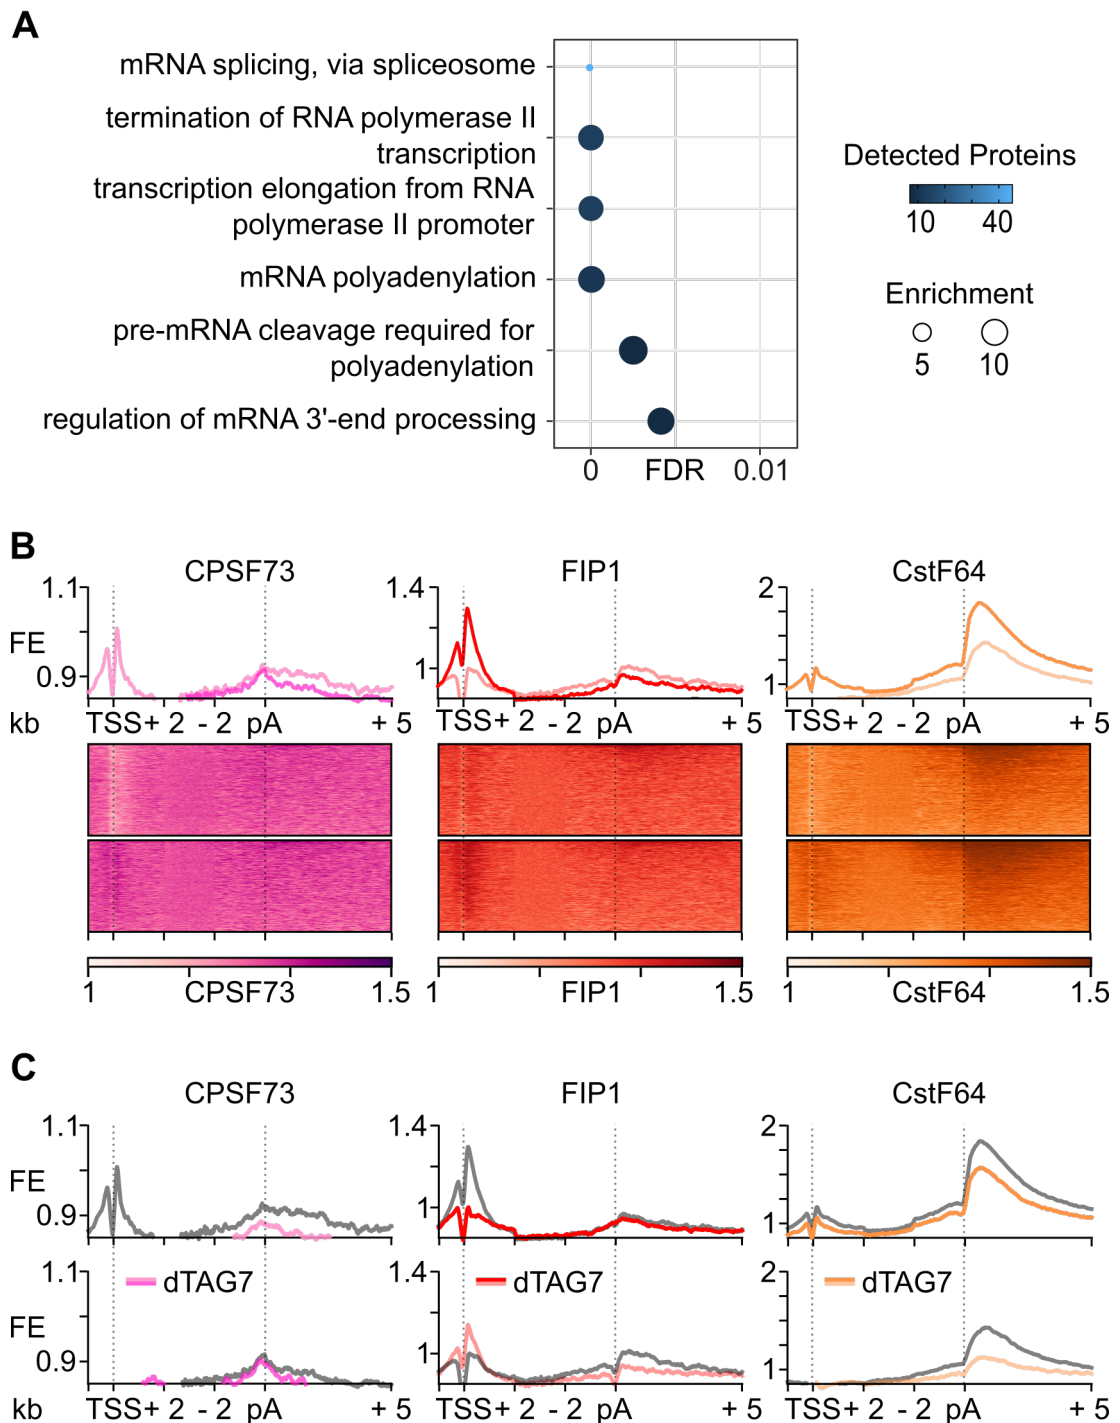 A
mRNA splicing, via spliceosome
termination of RNA polymerase II
transcription
transcription elongation from RNA
polymerase II promoter
mRNA polyadenylation
pre-mRNA cleavage required for
polyadenylation
regulation of mRNA 3'-end processing
0 FDR 0.01
Detected Proteins
10 40
Enrichment
5 10
B
CPSF73 FIP1 CstF64
1.1 1.4 2
FE
0.9 1 1
kb TSS+ 2 - 2 pA + 5 TSS+ 2 - 2 pA + 5 TSS+ 2 - 2 pA + 5
1 CPSF73 1.5 1 FIP1 1.5 1 CstF64 1.5
C
CPSF73 FIP1 CstF64
1.1 1.4 2
FE
0.9 1 1
1.1 dTAG7 1.4 dTAG7 2 dTAG7
FE
0.9 1 1
kb TSS+ 2 - 2 pA + 5 TSS+ 2 - 2 pA + 5 TSS+ 2 - 2 pA + 5